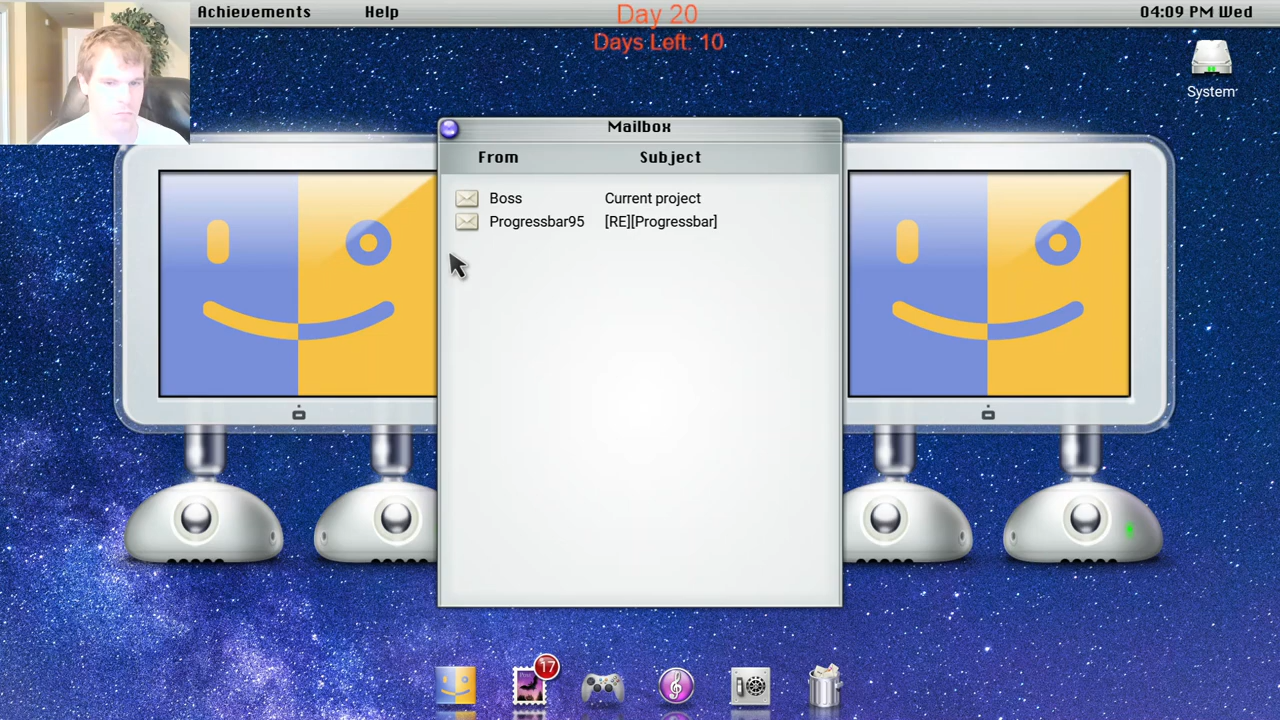 Achievements Help
Day 20
Days Left: 10
04:09 PM Wed
System
Mailbox
From Subject
Boss Current project
Progressbar95 [RE][Progressbar]
17